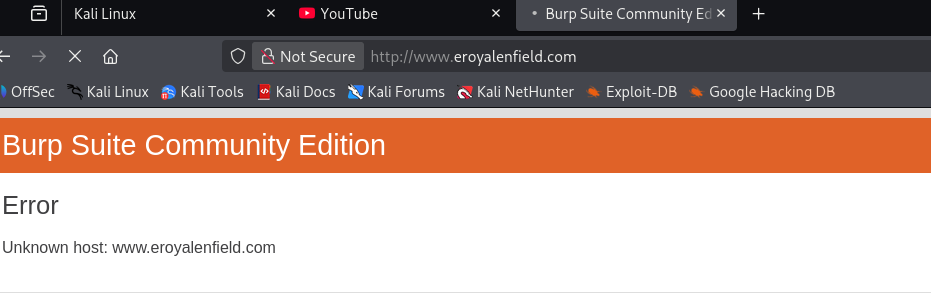 Kali Linux
YouTube
Burp Suite Community Ed
Not Secure
http://www.eroyalenfield.com
OffSec
Kali Linux
Kali Tools
Kali Docs
Kali Forums
Kali NetHunter
Exploit-DB
Google Hacking DB
Burp Suite Community Edition
Error
Unknown host: www.eroyalenfield.com